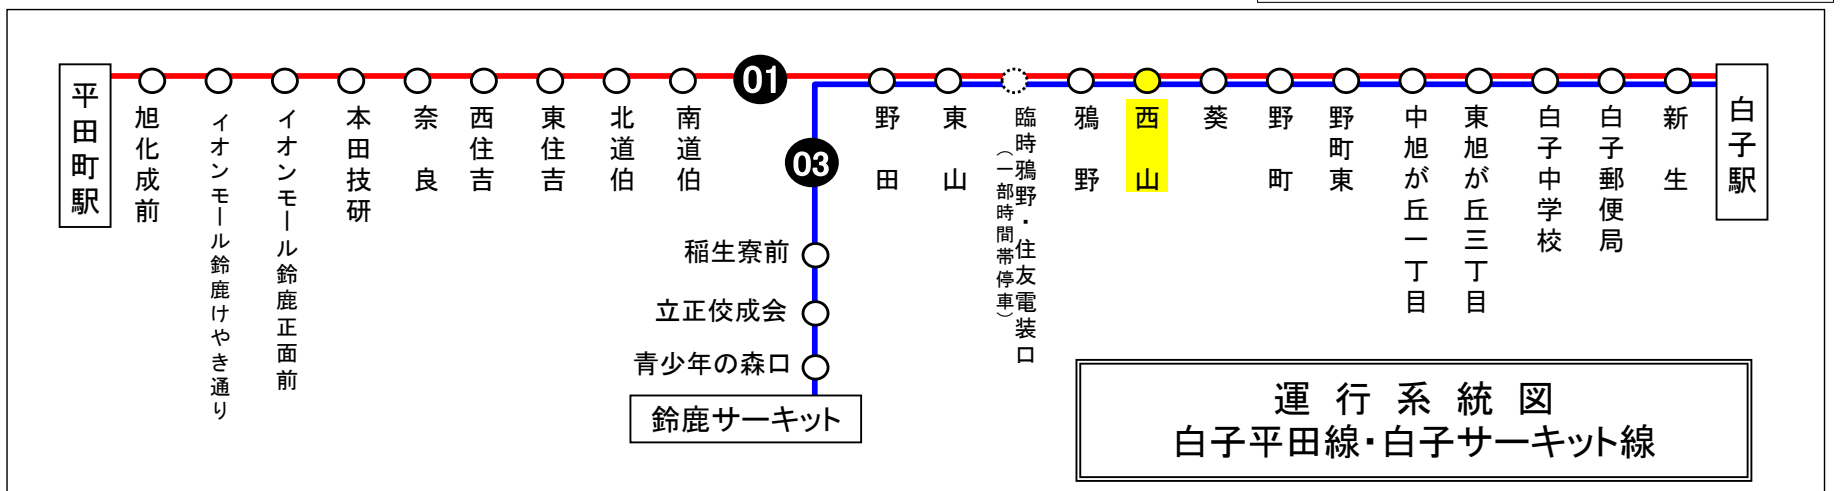 平田町駅
旭化成前
イオンモール鈴鹿けやき通り
イオンモール鈴鹿正面前
本田技研
奈良
西住吉
東住吉
北道伯
南道伯
01
03
稲生寮前
立正佼成会
青少年の森口
鈴鹿サーキット
野田
東山
臨時鴉野・住友電装口
（一部時間帯停車）
鴉野
西山
葵
野町
野町東
中旭が丘一丁目
東旭が丘三丁目
白子中学校
白子郵便局
新生
白子駅
運行系統図
白子平田線・白子サーキット線